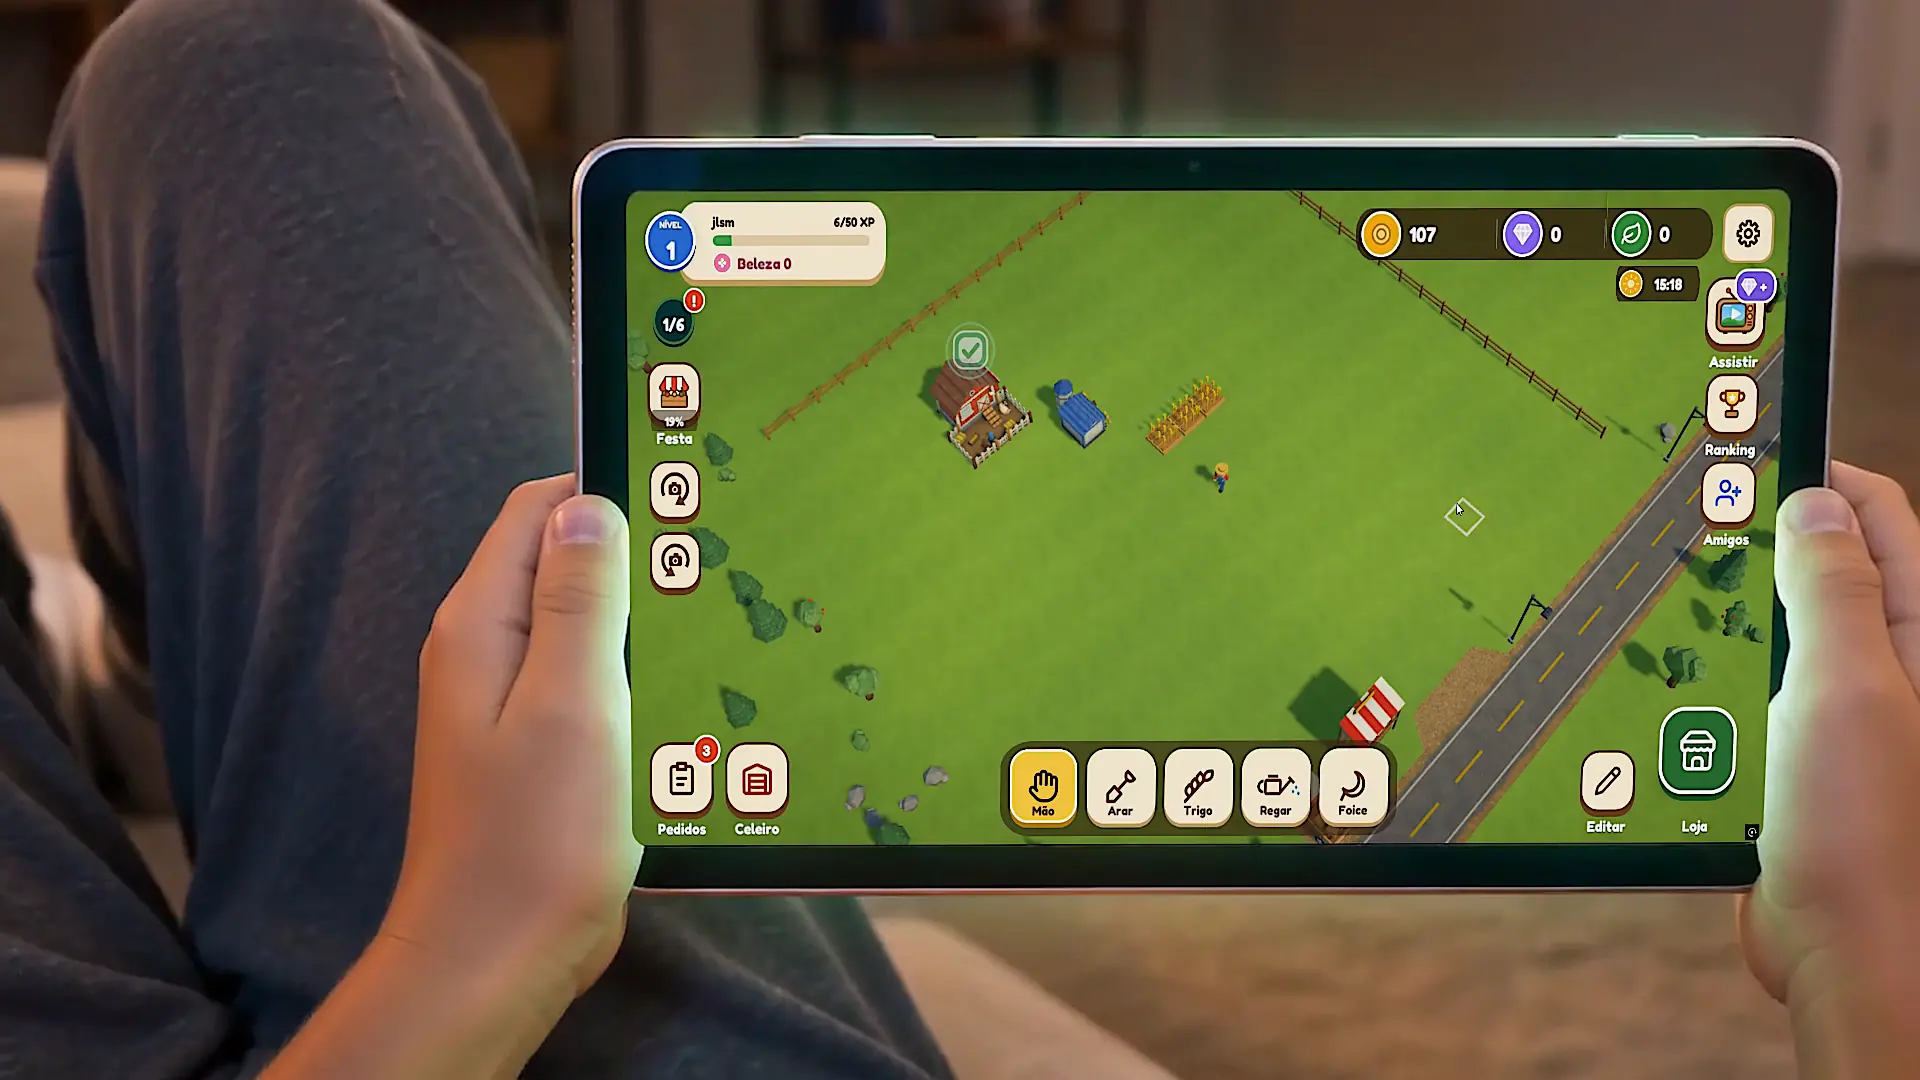 NÍVEL
1
jlsm
6/50 XP
Beleza 0
107
0
0
15:18
!
1/6
19%
Festa
Assistir
Ranking
Amigos
3
Pedidos
Celeiro
Mão
Arar
Trigo
Regar
Foice
Editar
Loja